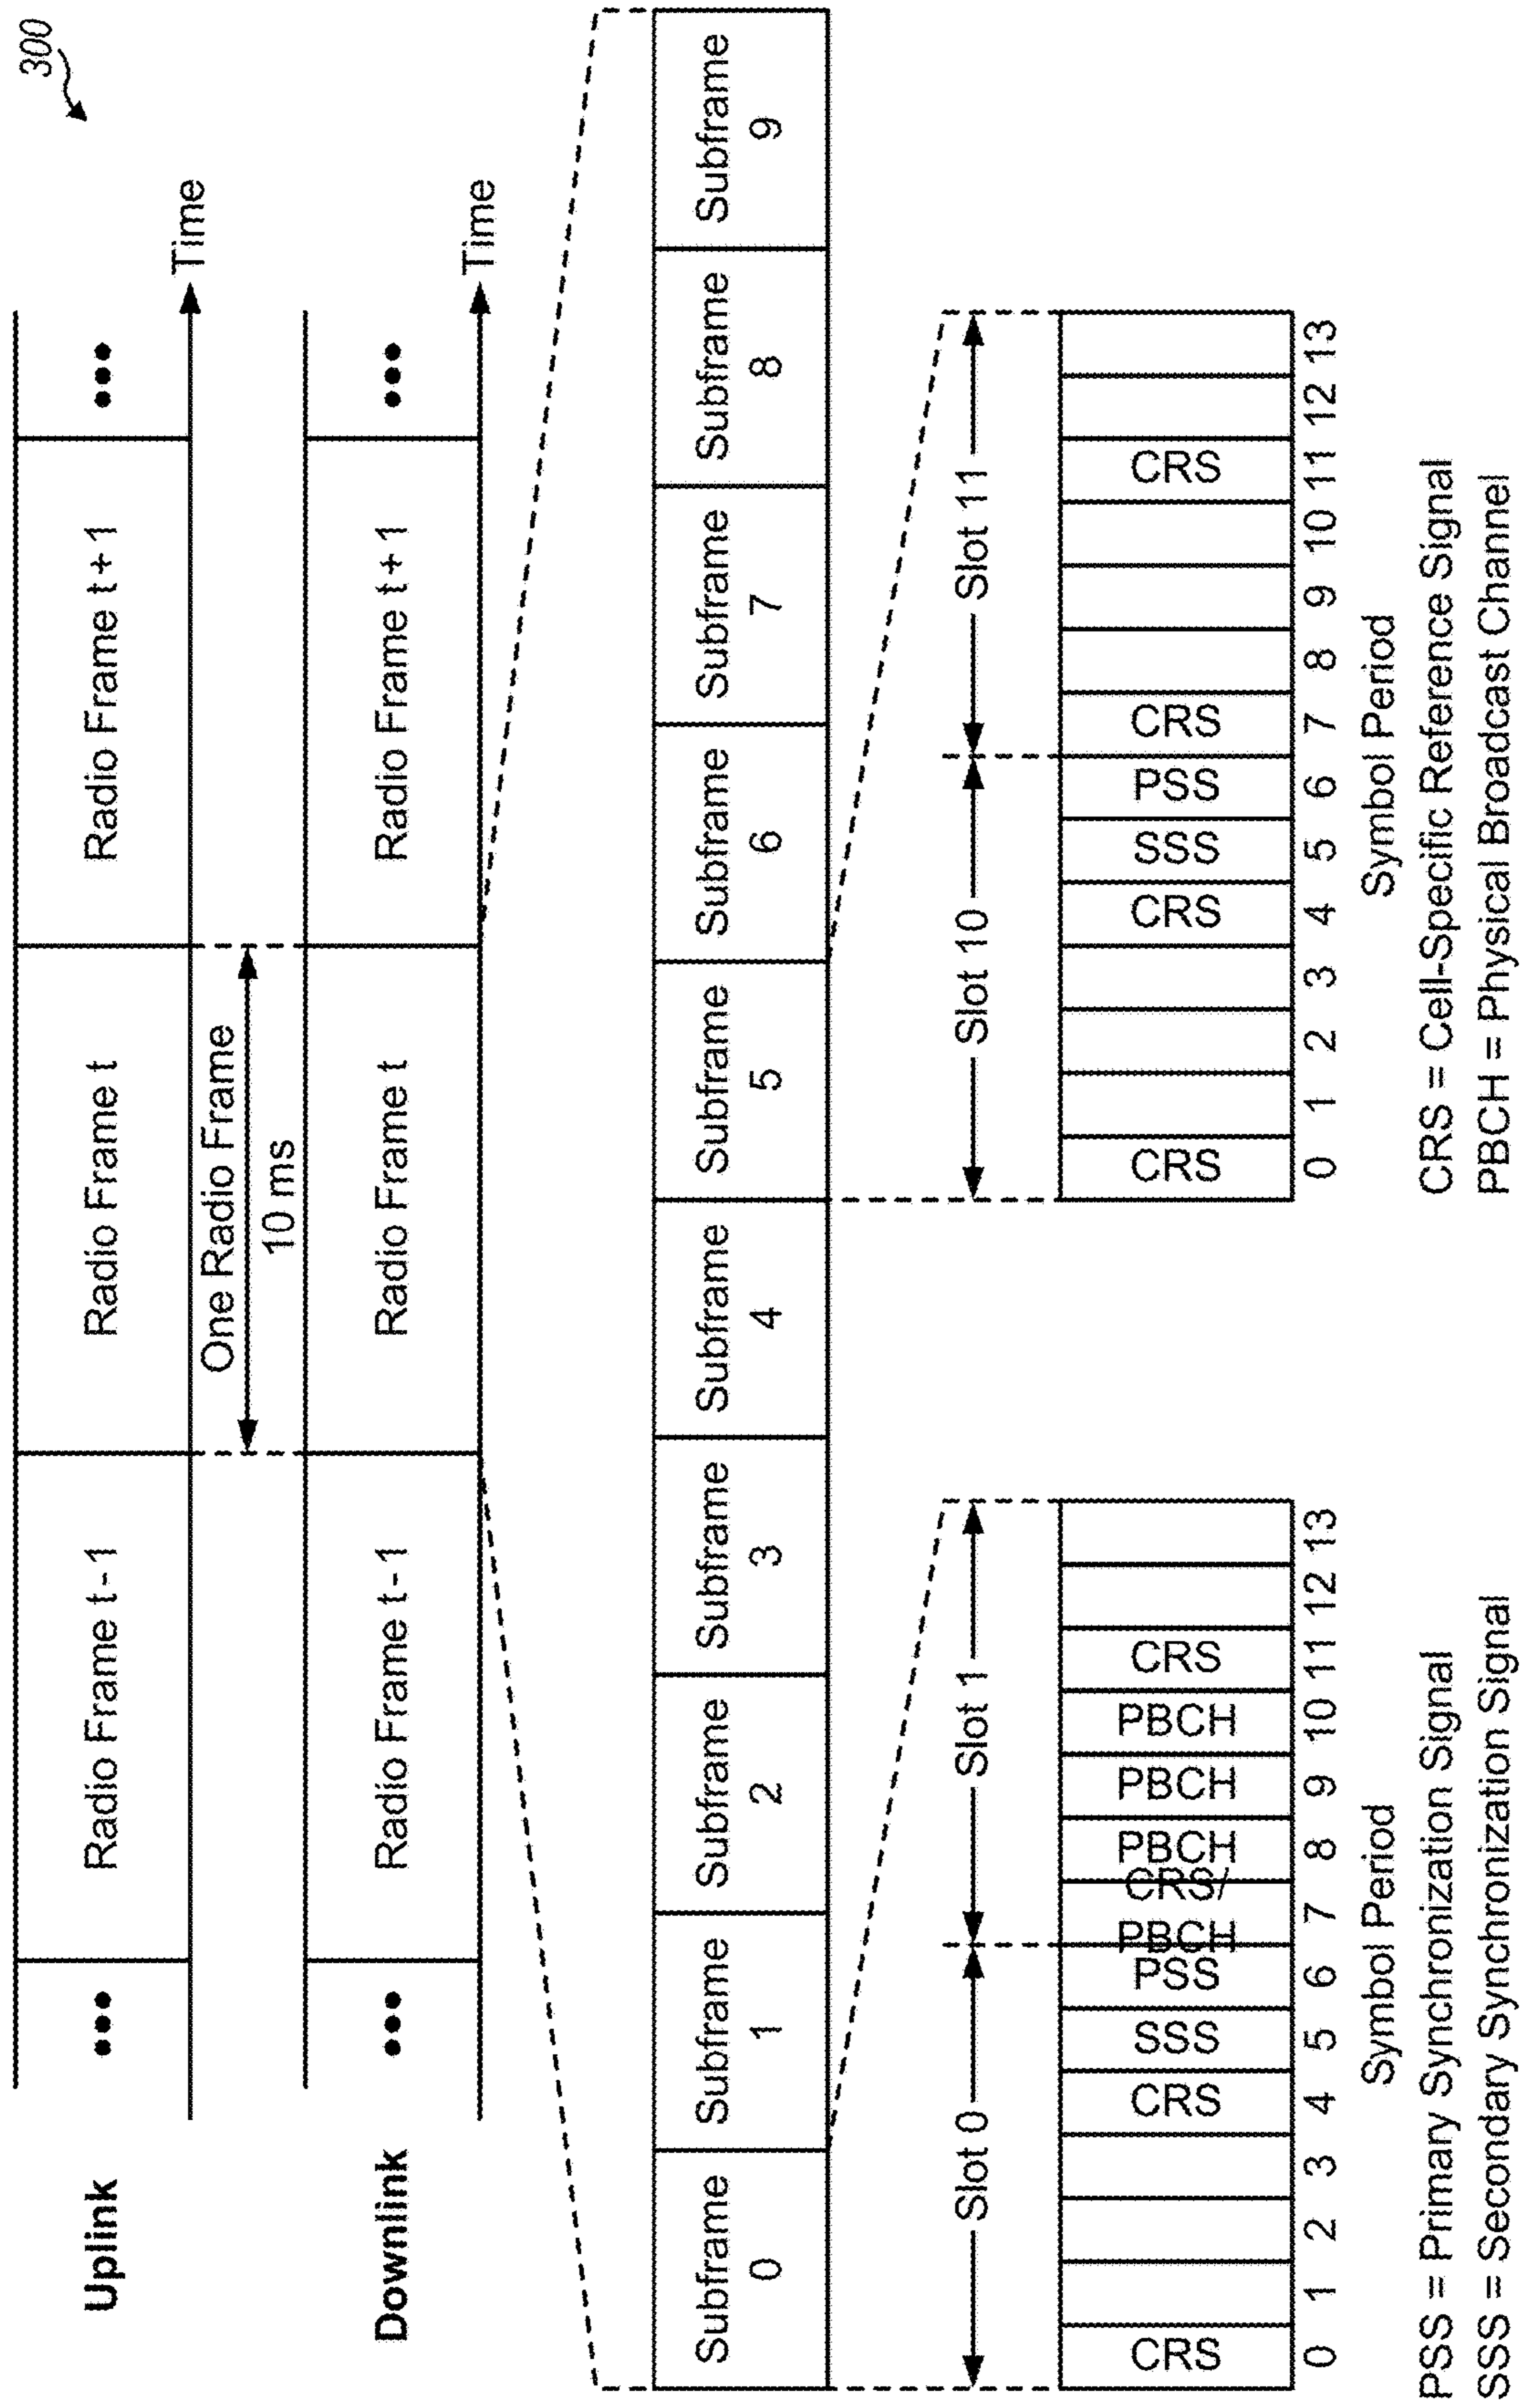 300
Uplink
••• Radio Frame t-1 Radio Frame t Radio Frame t+1 •••
Time
One Radio Frame
10 ms
Downlink
••• Radio Frame t-1 Radio Frame t Radio Frame t+1 •••
Time
Subframe Subframe Subframe Subframe Subframe Subframe Subframe Subframe Subframe Subframe
0 1 2 3 4 5 6 7 8 9
Slot 0 Slot 1
CRS CRS SSS PSS CRS/ PBCH PBCH PBCH PBCH CRS
0 1 2 3 4 5 6 7 8 9 10 11 12 13
Symbol Period
Slot 10 Slot 11
CRS CRS SSS PSS CRS CRS
0 1 2 3 4 5 6 7 8 9 10 11 12 13
Symbol Period
PSS = Primary Synchronization Signal
SSS = Secondary Synchronization Signal
CRS = Cell-Specific Reference Signal
PBCH = Physical Broadcast Channel